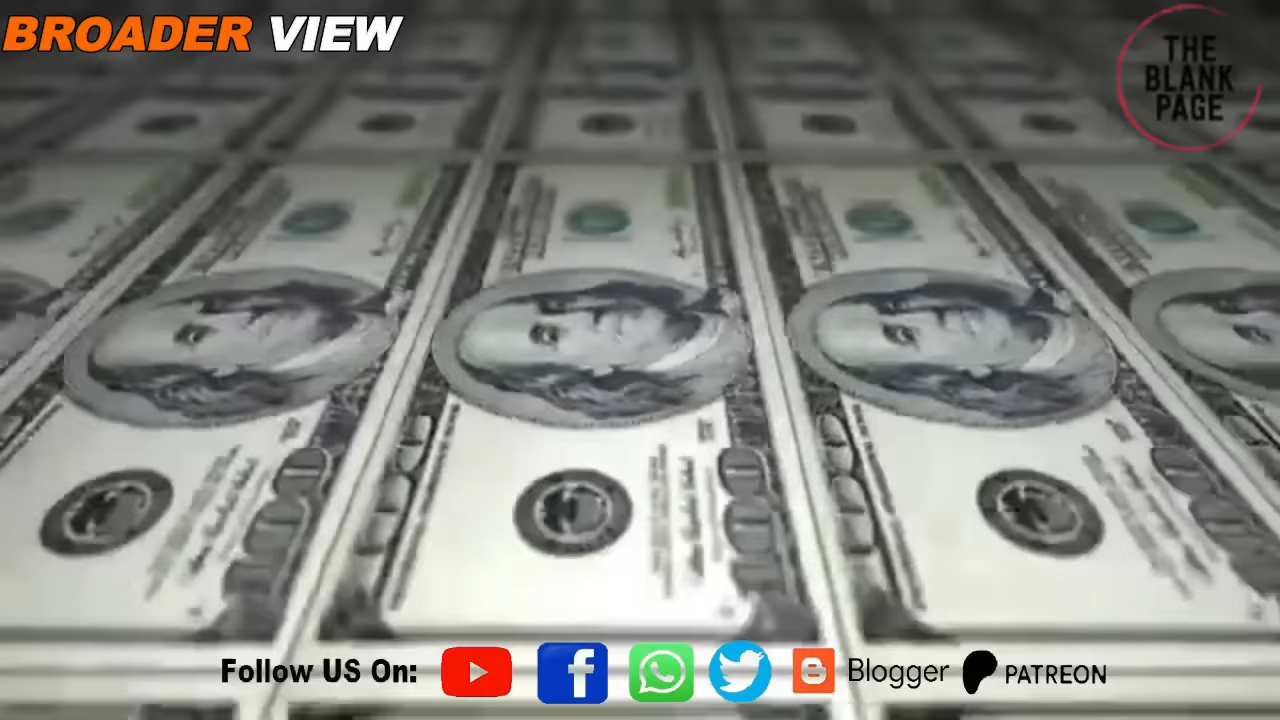 BROADER VIEW
THE
BLANK
PAGE
Follow US On:
Blogger
PATREON